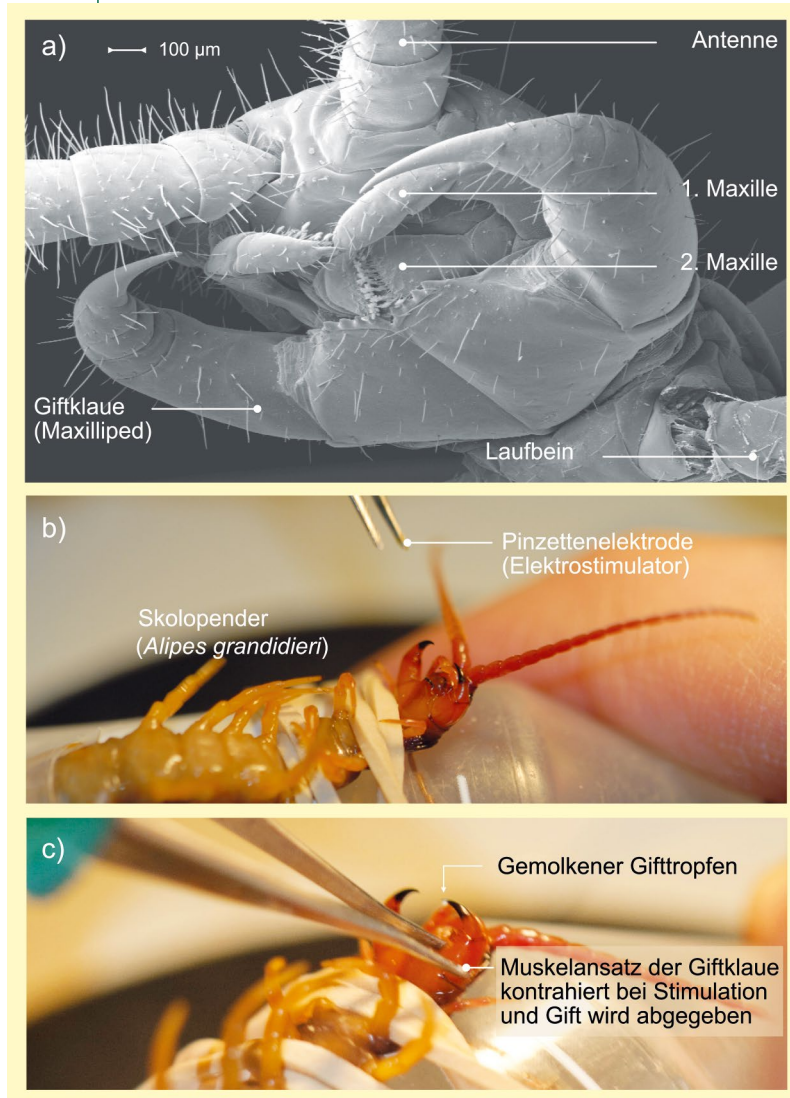 a)
100 µm
Antenne
1. Maxille
2. Maxille
Giftklaue
(Maxilliped)
Laufbein
b)
Pinzettenelektrode
(Elektrostimulator)
Skolopender
(Alipes grandidieri)
c)
Gemolkener Gifttropfen
Muskelansatz der Giftklaue
kontrahiert bei Stimulation
und Gift wird abgegeben